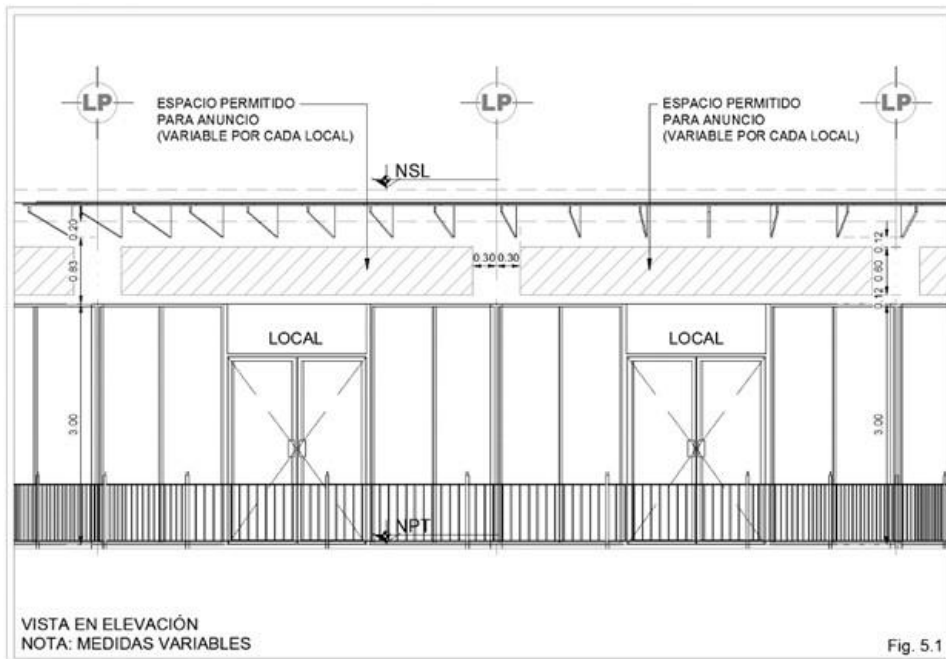 LP
LP
LP
ESPACIO PERMITIDO
PARA ANUNCIO
(VARIABLE POR CADA LOCAL)
ESPACIO PERMITIDO
PARA ANUNCIO
(VARIABLE POR CADA LOCAL)
NSL
0.20
0.83
0.30
0.30
0.12
0.60
0.12
LOCAL
LOCAL
3.00
3.00
NPT
VISTA EN ELEVACIÓN
NOTA: MEDIDAS VARIABLES
Fig. 5.1